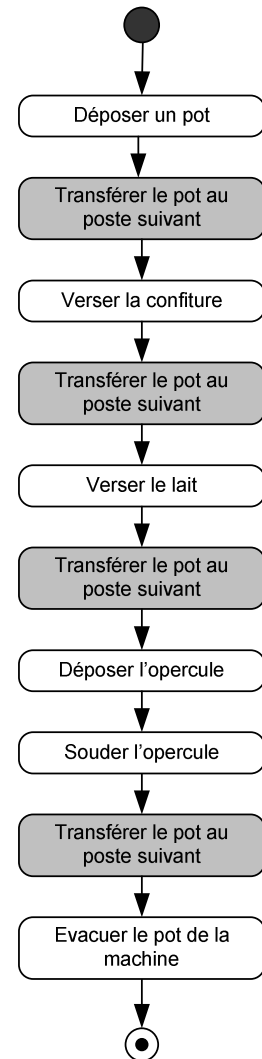 Déposer un pot
Transférer le pot au
poste suivant
Verser la confiture
Transférer le pot au
poste suivant
Verser le lait
Transférer le pot au
poste suivant
Déposer l'opercule
Souder l'opercule
Transférer le pot au
poste suivant
Evacuer le pot de la
machine